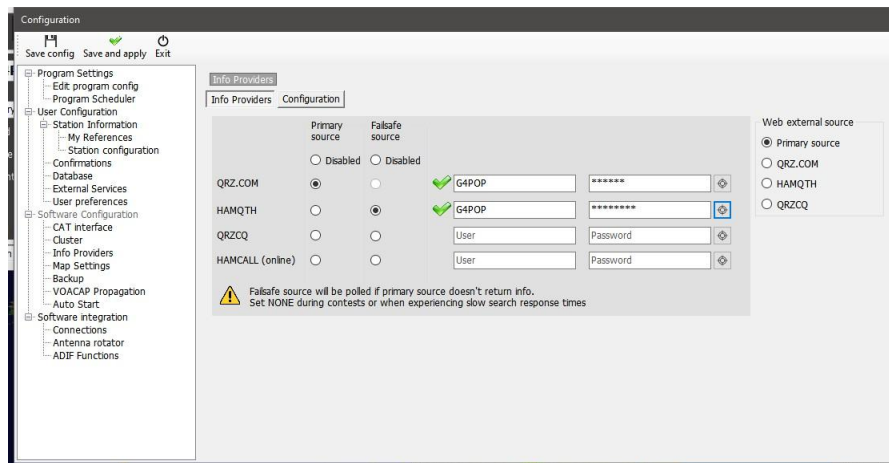 Configuration
Save config Save and apply Exit
Program Settings
Edit program config
Program Scheduler
User Configuration
Station Information
My References
Station configuration
Confirmations
Database
External Services
User preferences
Software Configuration
CAT interface
Cluster
Info Providers
Map Settings
Backup
VOACAP Propagation
Auto Start
Software integration
Connections
Antenna rotator
ADIF Functions
Info Providers
Info Providers Configuration
Primary source Failsafe source
Disabled Disabled
QRZ.COM G4POP ******
HAMQTH G4POP ********
QRZCQ User Password
HAMCALL (online) User Password
Failsafe source will be polled if primary source doesn't return info.
Set NONE during contests or when experiencing slow search response times
Web external source
Primary source
QRZ.COM
HAMQTH
QRZCQ